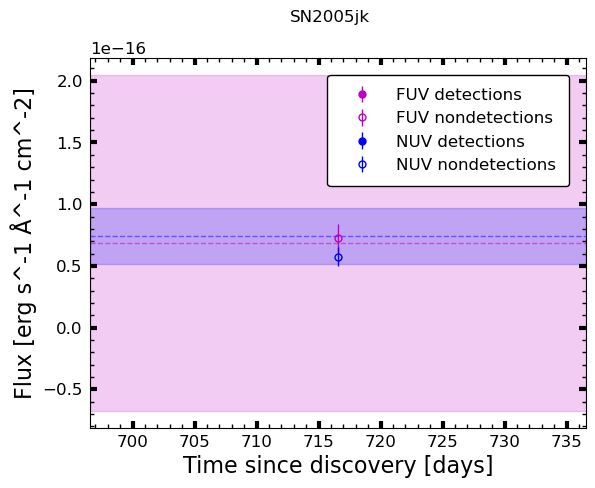 SN2005jk
1e−16
FUV detections
FUV nondetections
NUV detections
NUV nondetections
2.0
1.5
1.0
0.5
0.0
−0.5
Flux [erg s^-1 Å^-1 cm^-2]
700 705 710 715 720 725 730 735
Time since discovery [days]